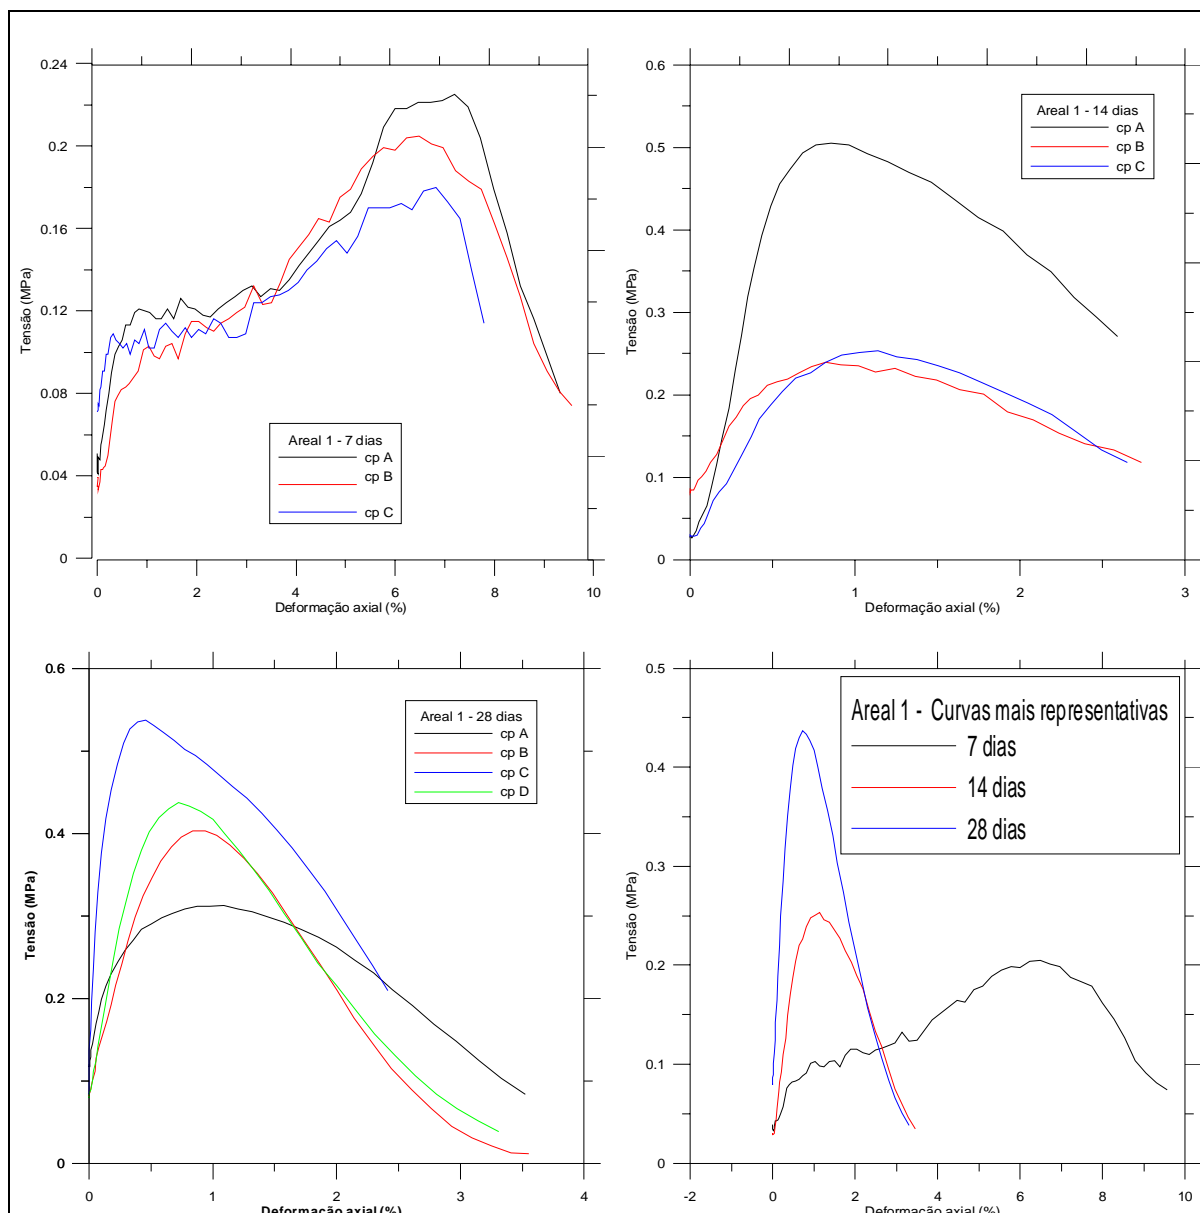 0.24
0.2
0.16
0.12
0.08
0.04
0
Tensão (MPa)
Areal 1 - 7 dias
cp A
cp B
cp C
0 2 4 6 8 10
Deformação axial (%)
0.6
0.5
0.4
0.3
0.2
0.1
0
Tensão (MPa)
Areal 1 - 14 dias
cp A
cp B
cp C
0 1 2 3
Deformação axial (%)
0.6
0.4
0.2
0
Tensão (MPa)
Areal 1 - 28 dias
cp A
cp B
cp C
cp D
0 1 2 3 4
Deformação axial (%)
0.5
0.4
0.3
0.2
0.1
0
Tensão (MPa)
Areal 1 - Curvas mais representativas
7 dias
14 dias
28 dias
-2 0 2 4 6 8 10
Deformação axial (%)